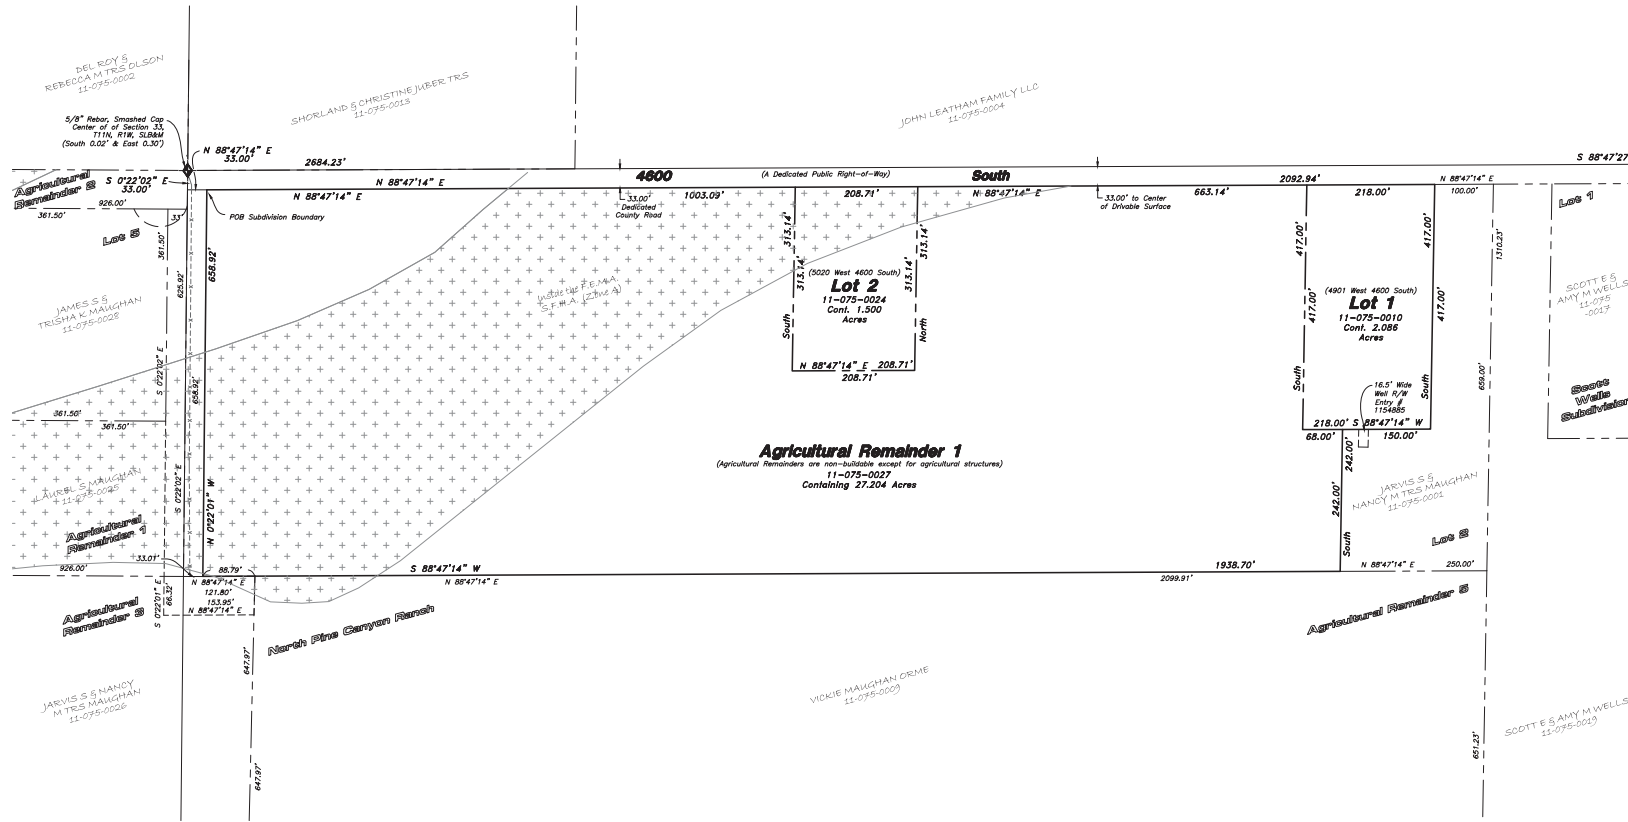 DEL ROY &
REBECCA M TRS OLSON
11-075-0002
SHORLAND & CHRISTINE JUBER TRS
11-075-0013
JOHN LEATHAM FAMILY LLC
11-075-0004
5/8" Rebar, Smashed Cap
Center of of Section 33,
T11N, R1W, SLB&M
(South 0.02' & East 0.30')
N 88°47'14" E
33.00'
2684.23'
S 88°47'27
Agricultural
Remainder 2
S 0°22'02" E
33.00'
N 88°47'14" E
4600
(A Dedicated Public Right-of-Way)
South
2092.94'
N 88°47'14" E
N 88°47'14" E
1003.09'
208.71'
N 88°47'14" E
663.14'
218.00'
100.00'
361.50'
926.00'
33'
POB Subdivision Boundary
33.00'
Dedicated
County Road
33.00' to Center
of Drivable Surface
Lot 1
Lot 5
361.50'
625.92'
658.92'
313.14'
313.14'
313.14'
313.14'
417.00'
417.00'
417.00'
417.00'
1310.23'
JAMES S &
TRISHA K MAUGHAN
11-075-0028
Inside the F.E.M.A.
S.F.H.A. (Zone A)
(5020 West 4600 South)
Lot 2
11-075-0024
Cont. 1.500
Acres
South
North
N 88°47'14" E
208.71'
208.71'
(4901 West 4600 South)
Lot 1
11-075-0010
Cont. 2.086
Acres
South
South
SCOTT E &
AMY M WELLS
11-075
-0017
S 0°22'02" E
658.92'
659.00'
16.5' Wide
Well R/W
Entry #
1154885
Scott
Wells
Subdivision
361.50'
361.50'
218.00'
S 88°47'14" W
68.00'
150.00'
Agricultural Remainder 1
(Agricultural Remainders are non-buildable except for agricultural structures)
11-075-0027
Containing 27.204 Acres
242.00'
242.00'
South
LAUREL S MAUGHAN
11-075-0025
S 0°22'02" E
N 0°22'01" W
JARVIS S &
NANCY M TRS MAUGHAN
11-075-0001
Agricultural
Remainder 1
Lot 2
33.01'
926.00'
88.79'
S 88°47'14" W
1938.70'
N 88°47'14" E
250.00'
N 88°47'14" E
N 88°47'14" E
2099.91'
S 0°22'01" E
66.32'
121.80'
153.95'
N 88°47'14" E
Agricultural
Remainder 3
North Pine Canyon Ranch
Agricultural Remainder 5
647.97'
JARVIS S & NANCY
M TRS MAUGHAN
11-075-0026
VICKIE MAUGHAN ORME
11-075-0009
SCOTT E & AMY M WELLS
11-075-0019
651.23'
647.97'